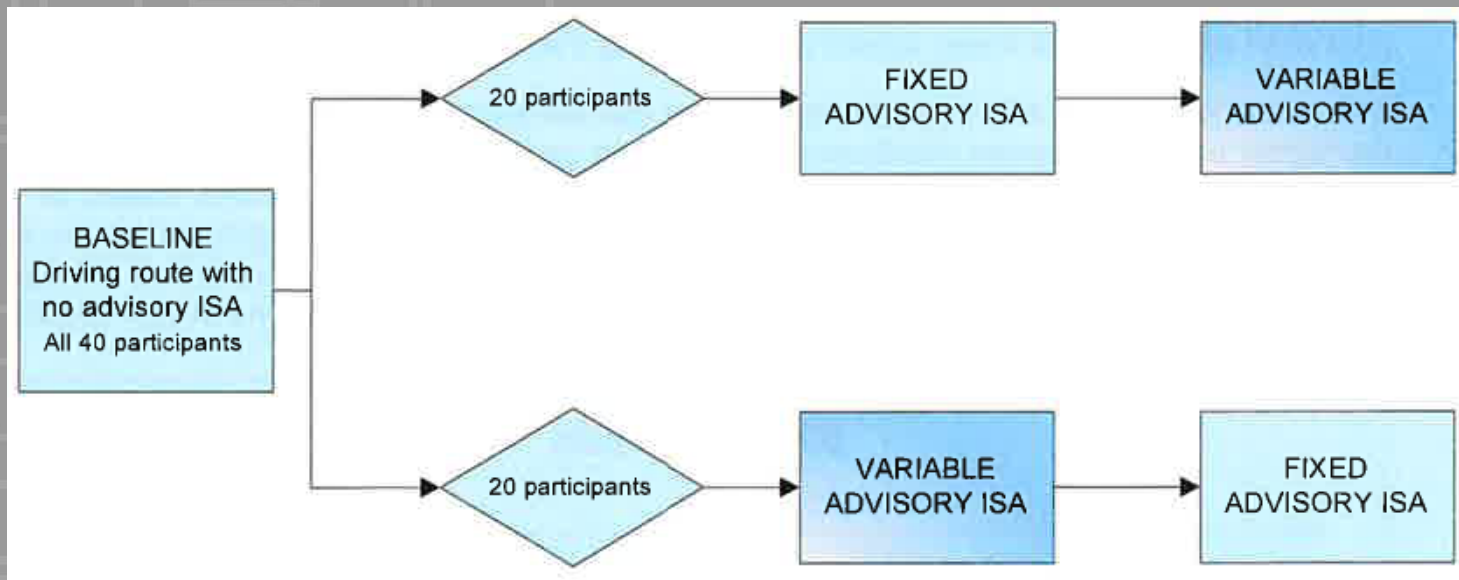 20 participants
FIXED
ADVISORY ISA
VARIABLE
ADVISORY ISA
BASELINE
Driving route with
no advisory ISA
All 40 participants
20 participants
VARIABLE
ADVISORY ISA
FIXED
ADVISORY ISA